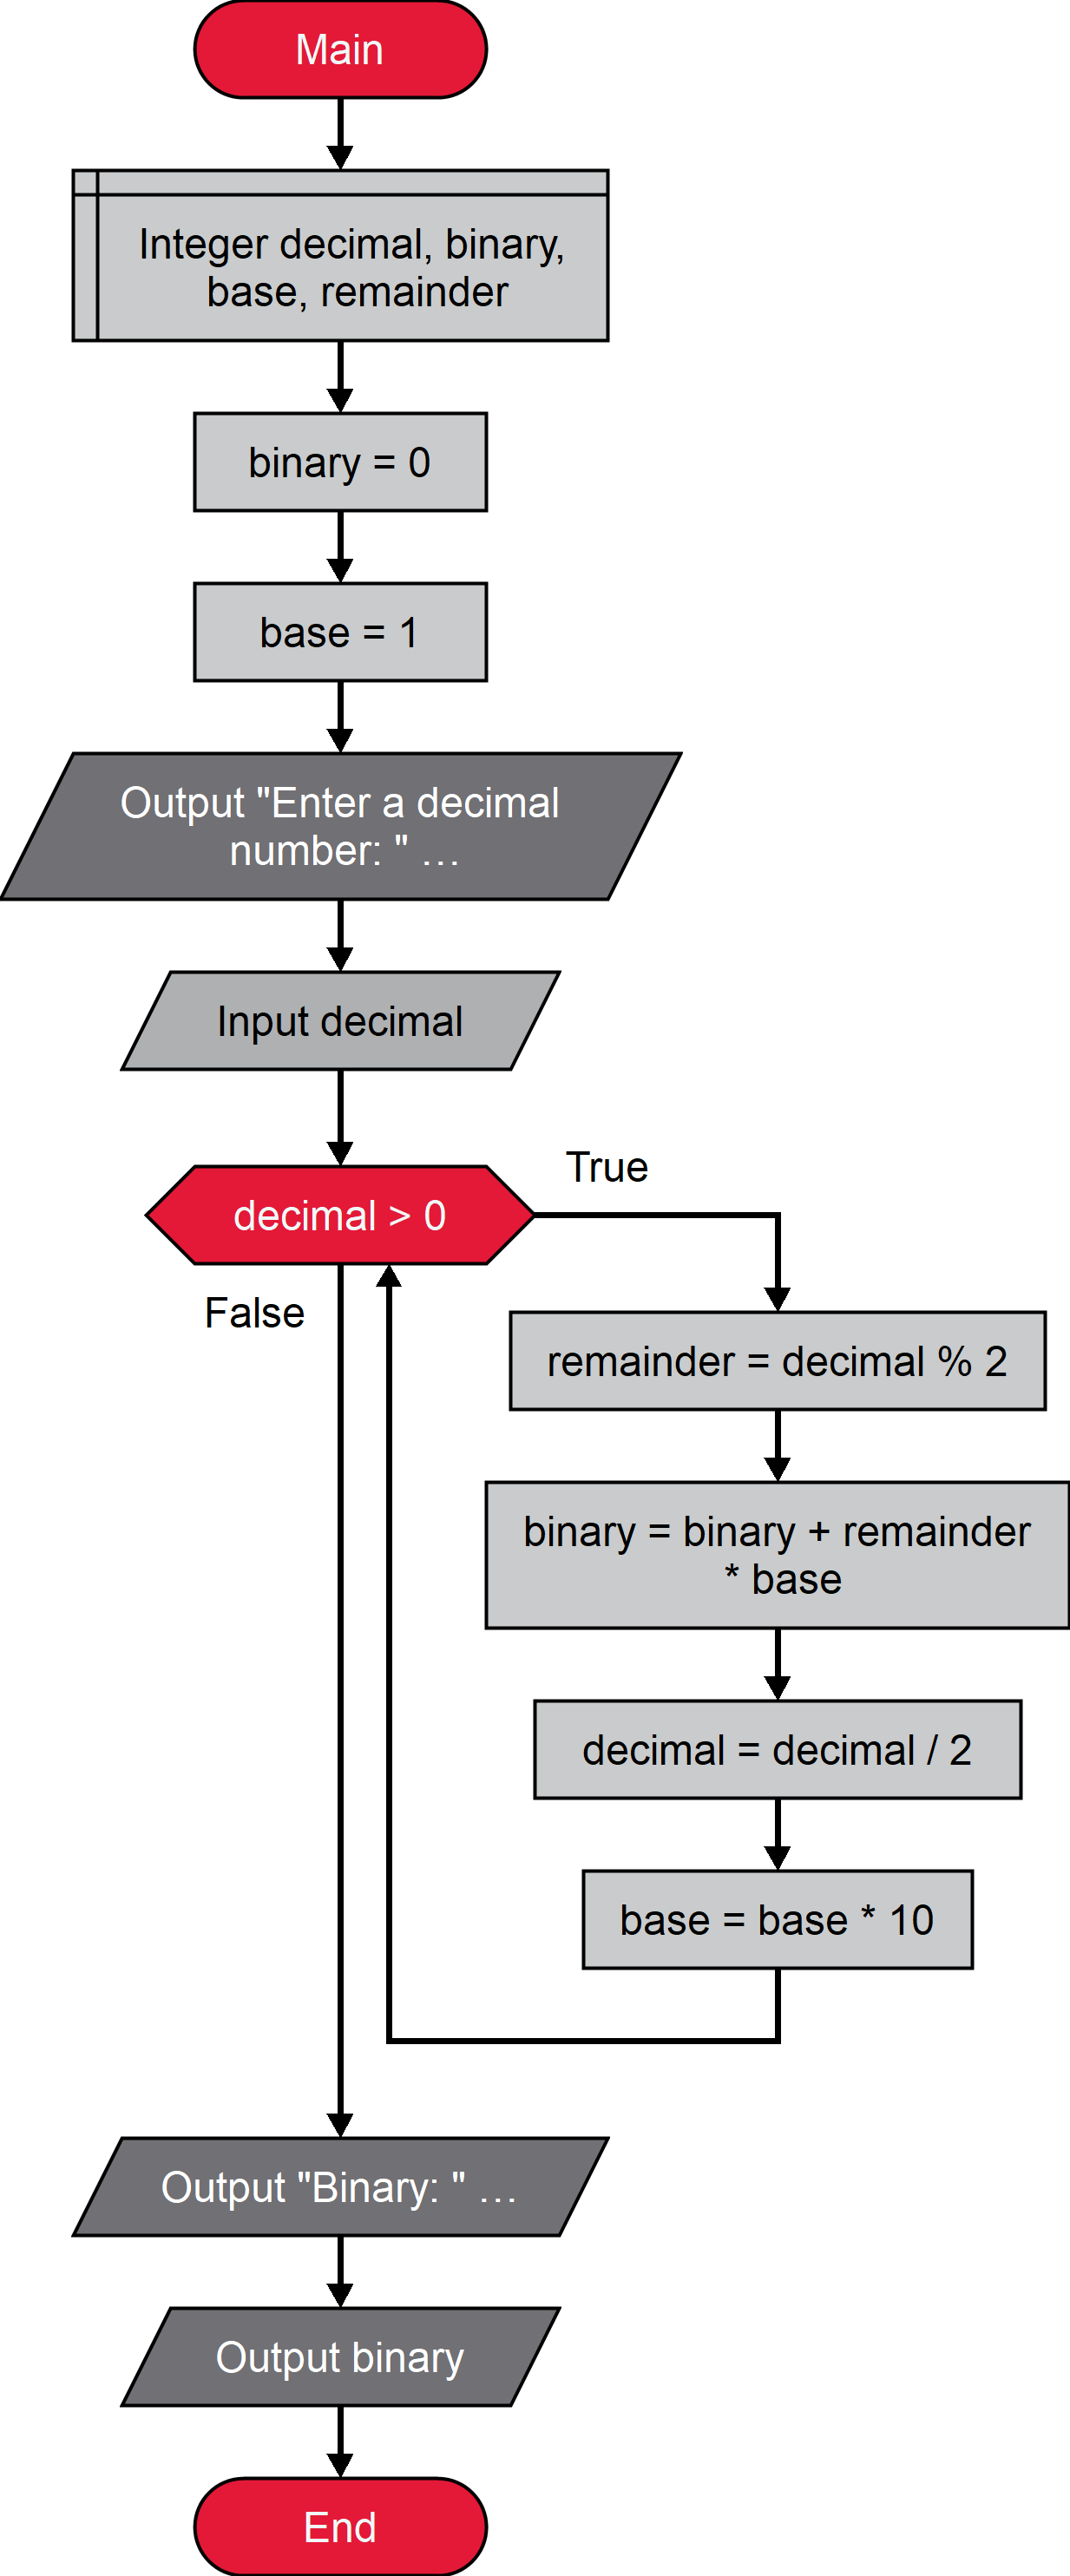 Main
Integer decimal, binary,
base, remainder
binary = 0
base = 1
Output "Enter a decimal
number: " …
Input decimal
decimal > 0
True
False
remainder = decimal % 2
binary = binary + remainder
* base
decimal = decimal / 2
base = base * 10
Output "Binary: " …
Output binary
End